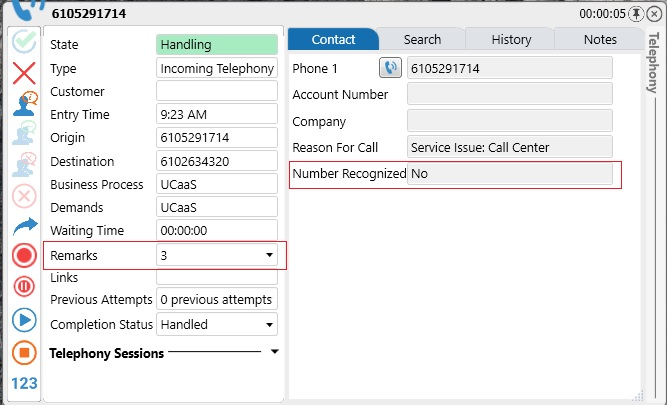 6105291714 00:00:05
State Handling
Type Incoming Telephony
Customer
Entry Time 9:23 AM
Origin 6105291714
Destination 6102634320
Business Process UCaaS
Demands UCaaS
Waiting Time 00:00:00
Remarks 3
Links
Previous Attempts 0 previous attempts
Completion Status Handled
Telephony Sessions
123
Contact Search History Notes
Phone 1 6105291714
Account Number
Company
Reason For Call Service Issue: Call Center
Number Recognized No
Telephony